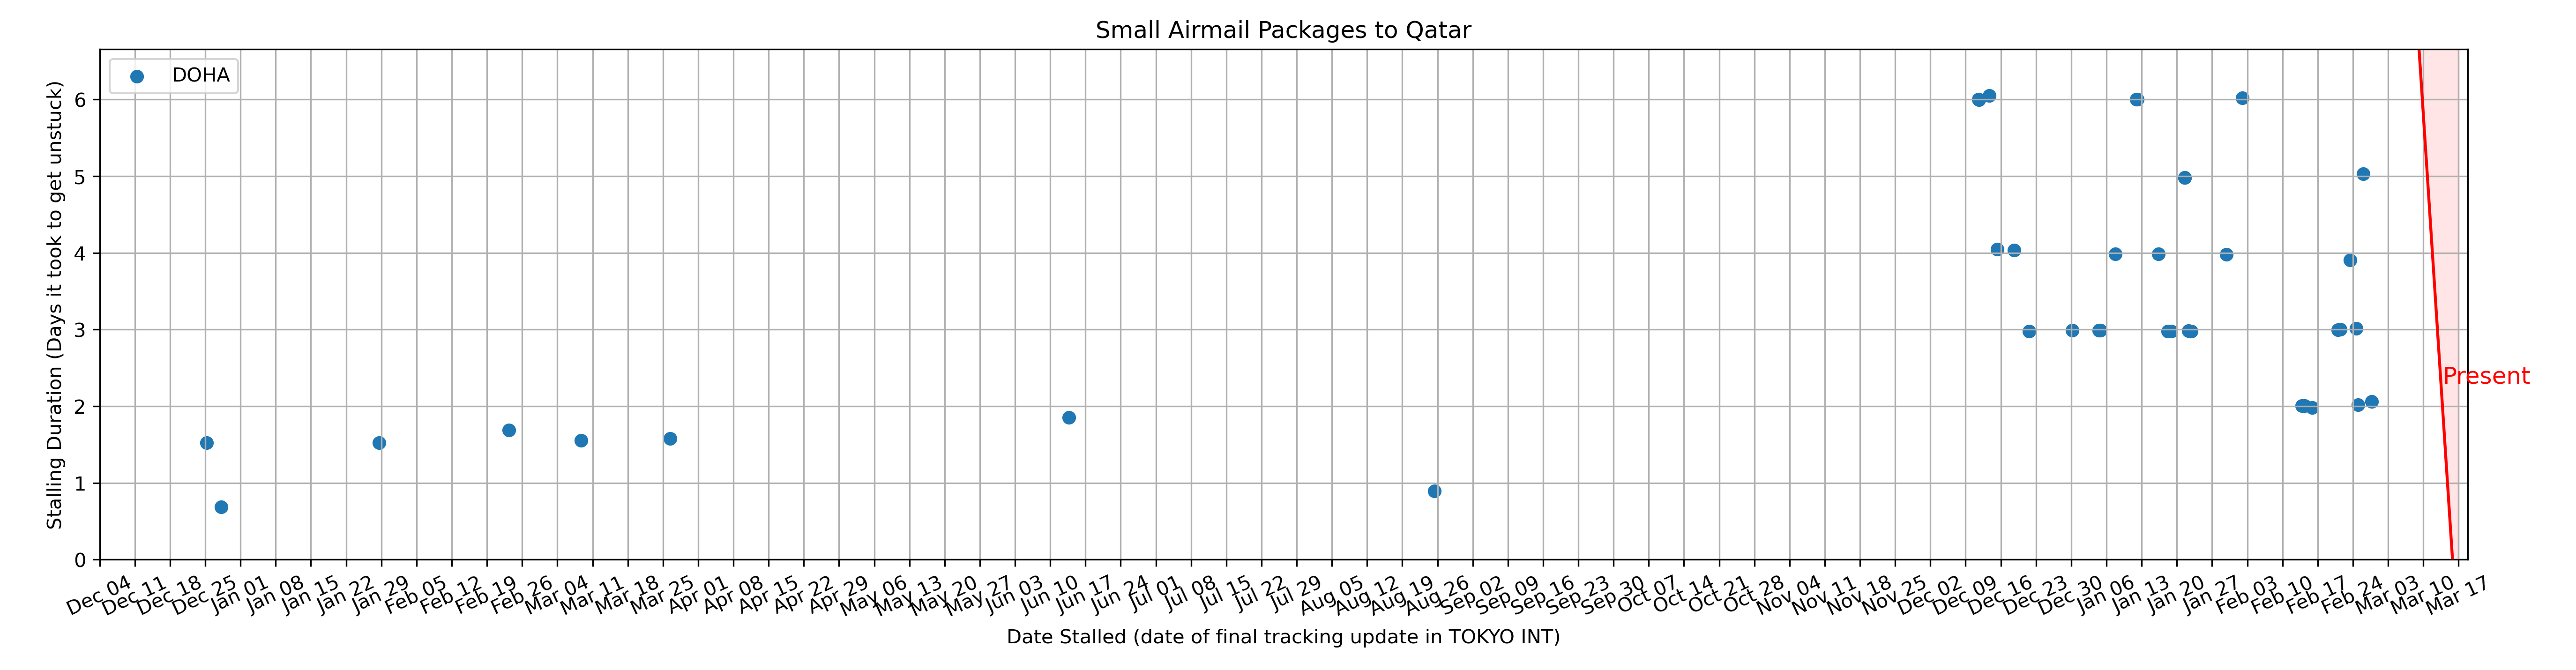 Small Airmail Packages to Qatar
DOHA
Stalling Duration (Days it took to get unstuck)
6
5
4
3
2
1
0
Present
Dec 04
Dec 11
Dec 18
Dec 25
Jan 01
Jan 08
Jan 15
Jan 22
Jan 29
Feb 05
Feb 12
Feb 19
Feb 26
Mar 04
Mar 11
Mar 18
Mar 25
Apr 01
Apr 08
Apr 15
Apr 22
Apr 29
May 06
May 13
May 20
May 27
Jun 03
Jun 10
Jun 17
Jun 24
Jul 01
Jul 08
Jul 15
Jul 22
Jul 29
Aug 05
Aug 12
Aug 19
Aug 26
Sep 02
Sep 09
Sep 16
Sep 23
Sep 30
Oct 07
Oct 14
Oct 21
Oct 28
Nov 04
Nov 11
Nov 18
Nov 25
Dec 02
Dec 09
Dec 16
Dec 23
Dec 30
Jan 06
Jan 13
Jan 20
Jan 27
Feb 03
Feb 10
Feb 17
Feb 24
Mar 03
Mar 10
Mar 17
Date Stalled (date of final tracking update in TOKYO INT)